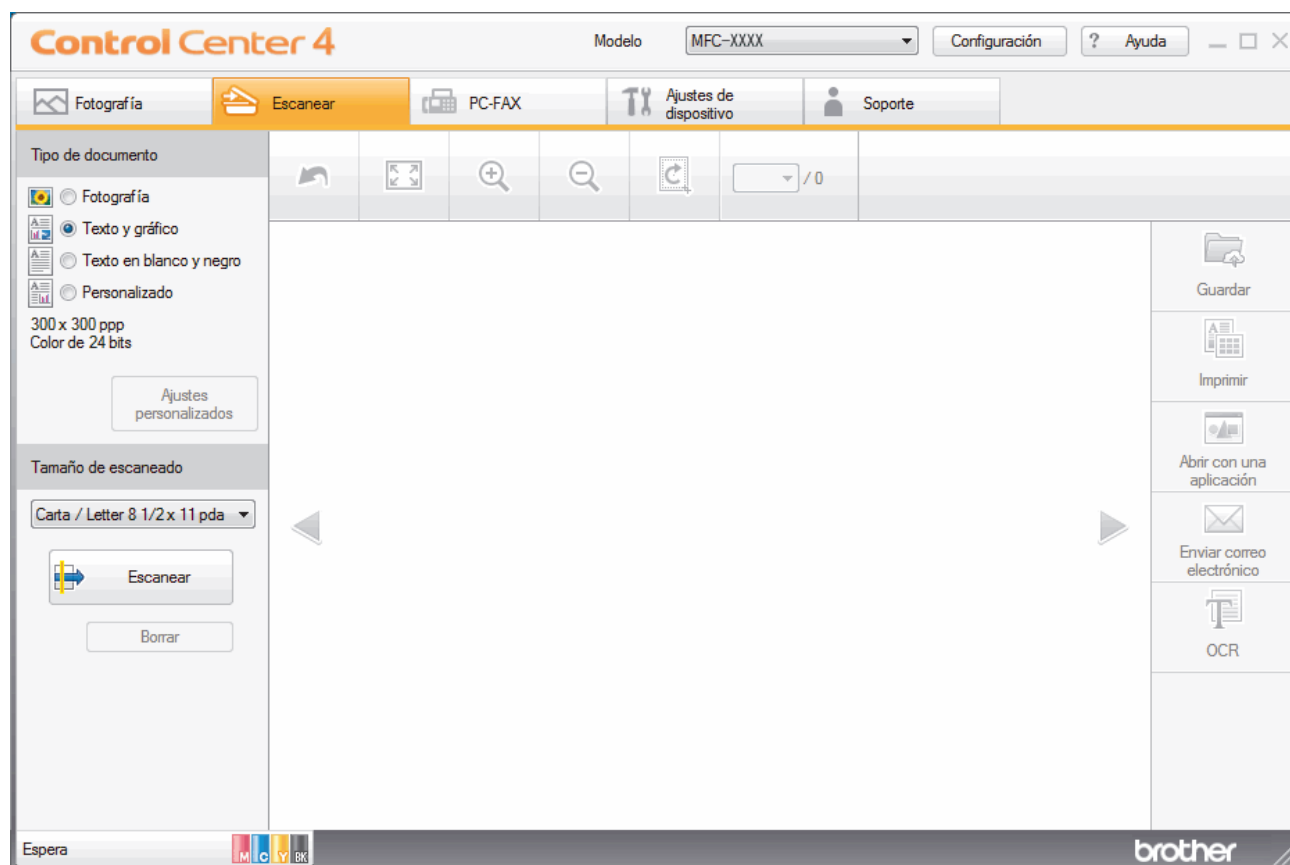 Control Center 4
Modelo
MFC-XXXX
Configuración
? Ayuda
Fotografía
Escanear
PC-FAX
Ajustes de
dispositivo
Soporte
Tipo de documento
Fotografía
Texto y gráfico
Texto en blanco y negro
Personalizado
300 x 300 ppp
Color de 24 bits
Ajustes
personalizados
Tamaño de escaneado
Carta / Letter 8 1/2 x 11 pda
Escanear
Borrar
/ 0
Guardar
Imprimir
Abrir con una
aplicación
Enviar correo
electrónico
OCR
Espera
M C Y BK
brother